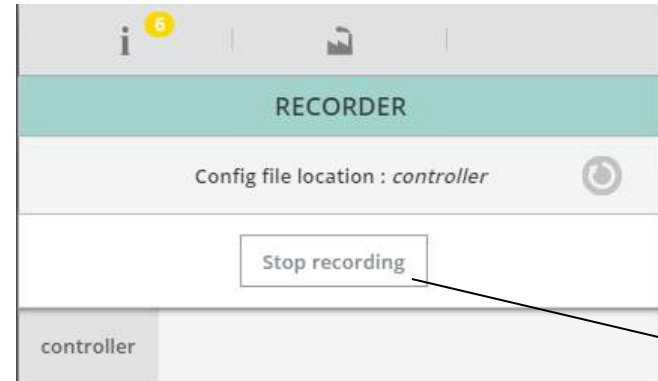 i 6
RECORDER
Config file location : controller
Stop recording
controller